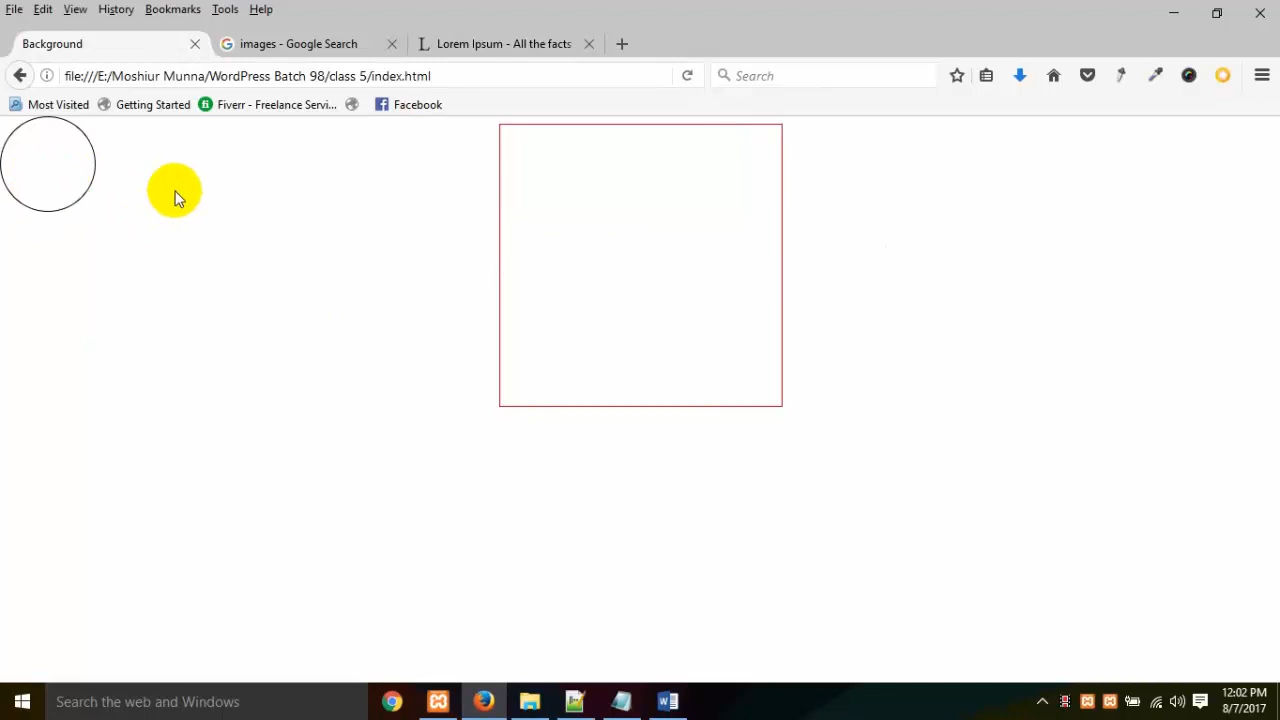 File Edit View History Bookmarks Tools Help
Background images - Google Search Lorem Ipsum - All the facts
file:///E:/Moshiur Munna/WordPress Batch 98/class 5/index.html Search
Most Visited Getting Started Fiverr - Freelance Servi... Facebook
Search the web and Windows
12:02 PM
8/7/2017